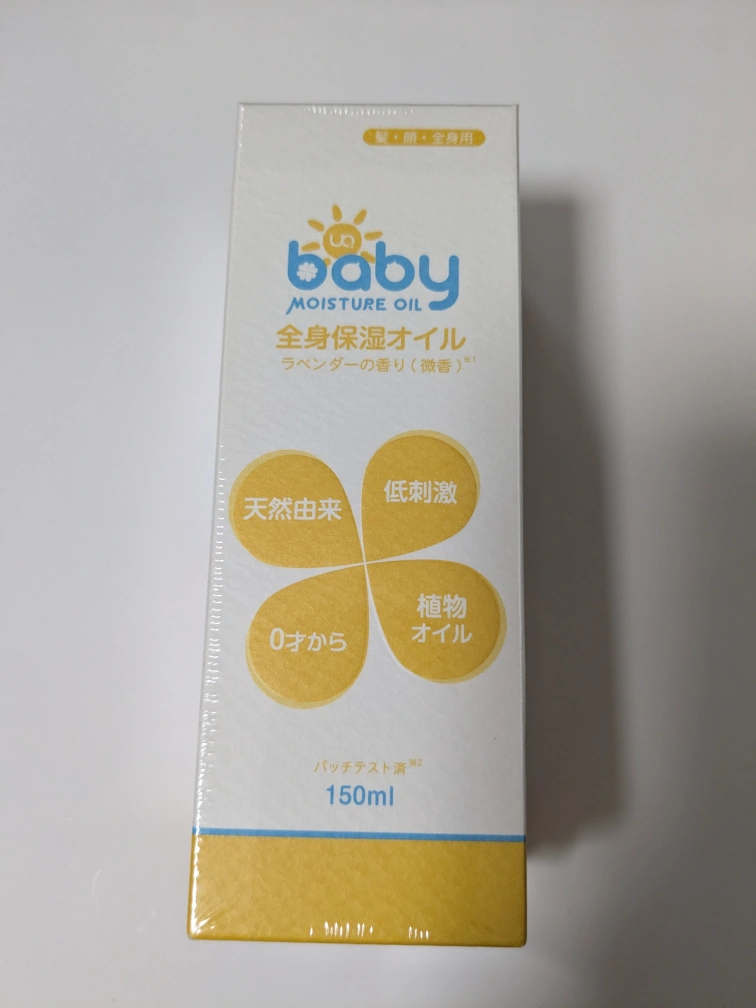 髪・顔・全身用
UQ!
baby
MOISTURE OIL
全身保湿オイル
ラベンダーの香り(微香)※1
天然由来
低刺激
0才から
植物
オイル
パッチテスト済※2
150ml